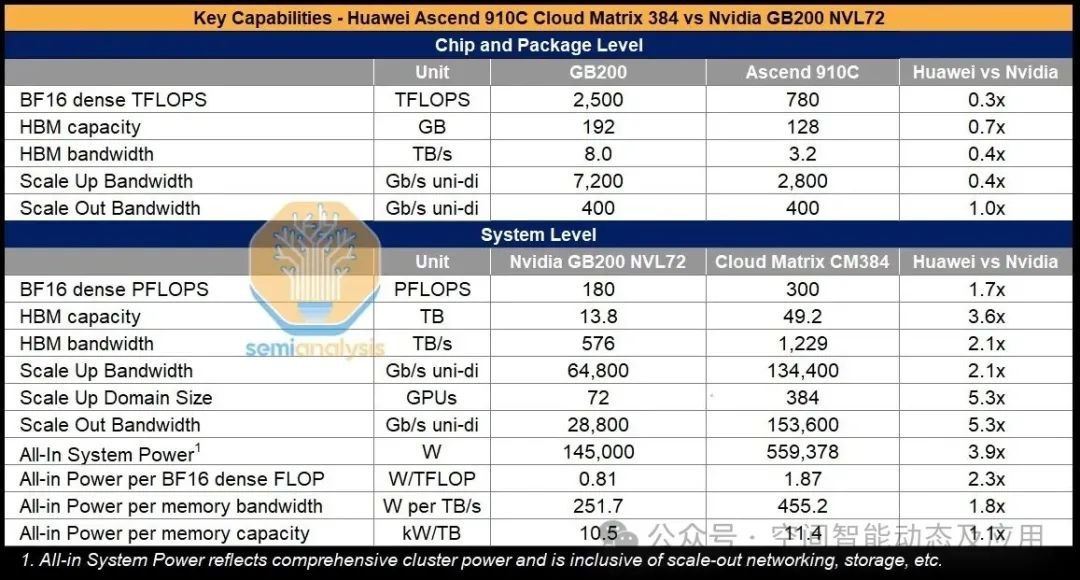 Key Capabilities - Huawei Ascend 910C Cloud Matrix 384 vs Nvidia GB200 NVL72
Chip and Package Level
Unit GB200 Ascend 910C Huawei vs Nvidia
BF16 dense TFLOPS TFLOPS 2,500 780 0.3x
HBM capacity GB 192 128 0.7x
HBM bandwidth TB/s 8.0 3.2 0.4x
Scale Up Bandwidth Gb/s uni-di 7,200 2,800 0.4x
Scale Out Bandwidth Gb/s uni-di 400 400 1.0x
System Level
Unit Nvidia GB200 NVL72 Cloud Matrix CM384 Huawei vs Nvidia
BF16 dense PFLOPS PFLOPS 180 300 1.7x
HBM capacity TB 13.8 49.2 3.6x
HBM bandwidth TB/s 576 1,229 2.1x
semianalysis
Scale Up Bandwidth Gb/s uni-di 64,800 134,400 2.1x
Scale Up Domain Size GPUs 72 384 5.3x
Scale Out Bandwidth Gb/s uni-di 28,800 153,600 5.3x
All-In System Power1 W 145,000 559,378 3.9x
All-in Power per BF16 dense FLOP W/TFLOP 0.81 1.87 2.3x
All-in Power per memory bandwidth W per TB/s 251.7 455.2 1.8x
All-in Power per memory capacity kW/TB 10.5 11.4 1.1x
公众号·空间智能动态及应用
1. All-in System Power reflects comprehensive cluster power and is inclusive of scale-out networking, storage, etc.